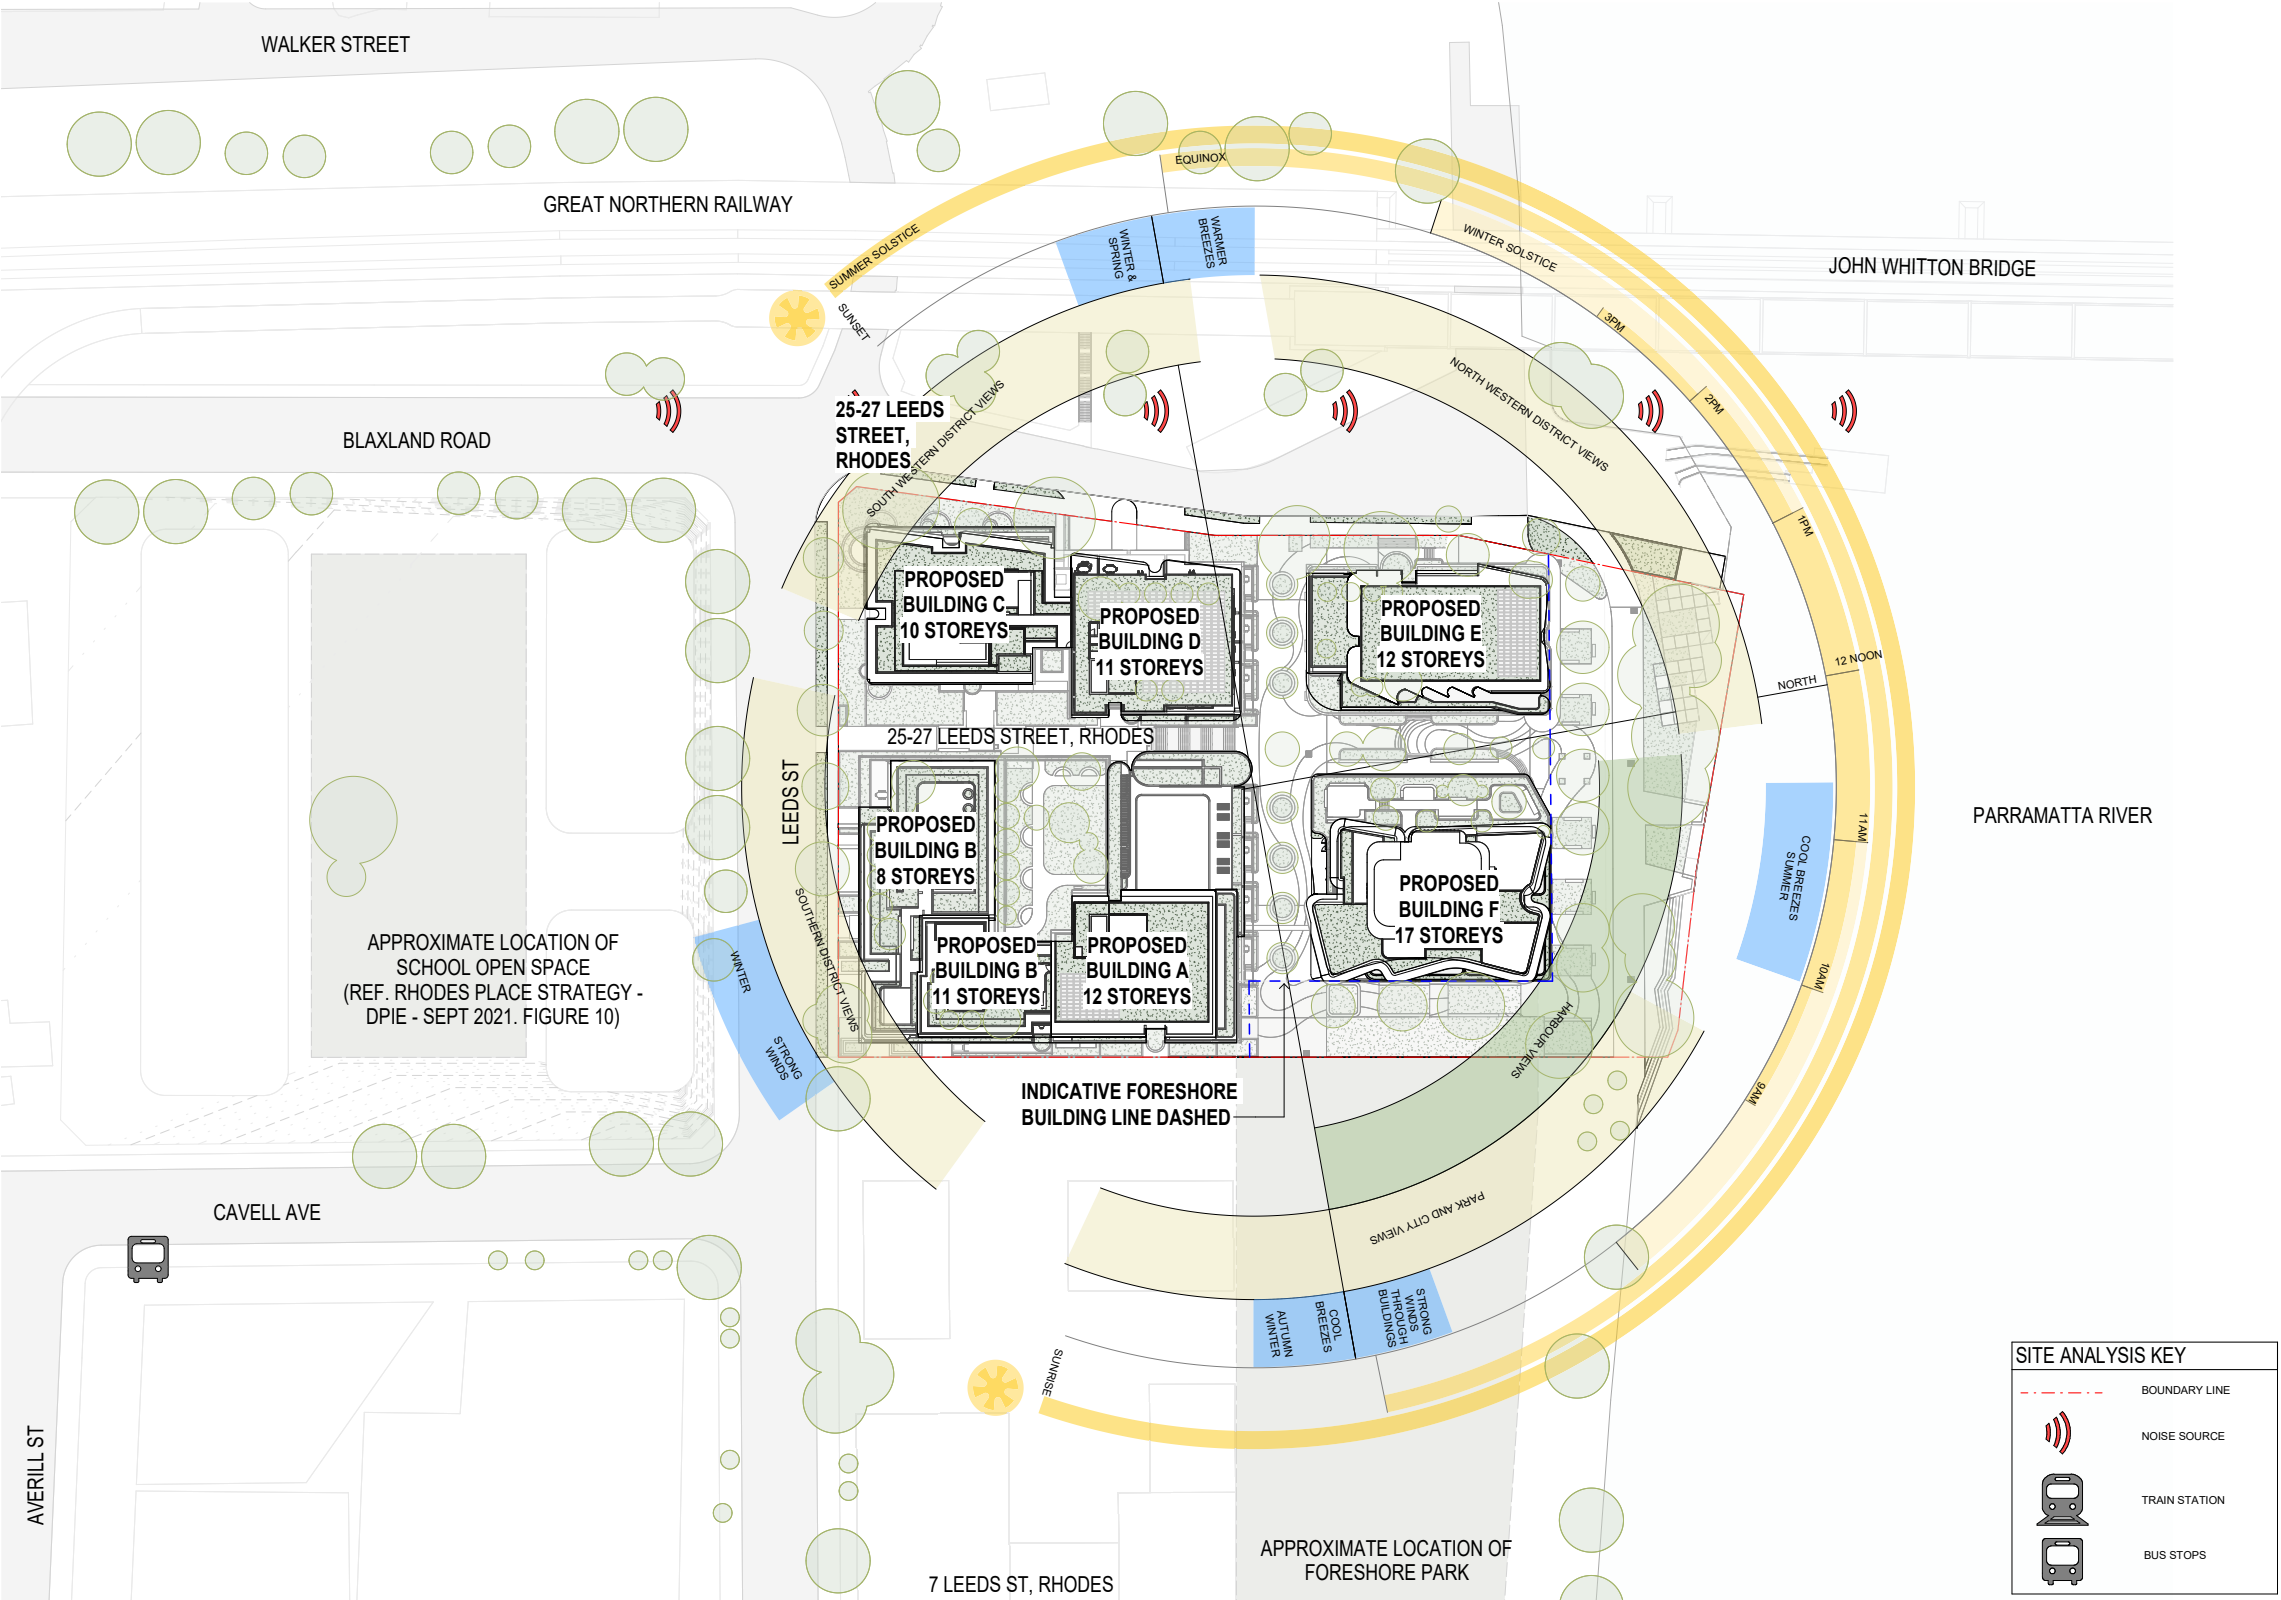 WALKER STREET
GREAT NORTHERN RAILWAY
EQUINOX
SUMMER SOLSTICE
SUNSET
WINTER &
SPRING
WARMER
BREEZES
WINTER SOLSTICE
JOHN WHITTON BRIDGE
3PM
2PM
1PM
12 NOON
NORTH
11AM
10AM
9AM
BLAXLAND ROAD
25-27 LEEDS
STREET,
RHODES
SOUTH WESTERN DISTRICT VIEWS
NORTH WESTERN DISTRICT VIEWS
PROPOSED
BUILDING C
10 STOREYS
PROPOSED
BUILDING D
11 STOREYS
PROPOSED
BUILDING E
12 STOREYS
25-27 LEEDS STREET, RHODES
LEEDS ST
PROPOSED
BUILDING B
8 STOREYS
PROPOSED
BUILDING B
11 STOREYS
PROPOSED
BUILDING A
12 STOREYS
PROPOSED
BUILDING F
17 STOREYS
PARRAMATTA RIVER
COOL BREEZES
SUMMER
APPROXIMATE LOCATION OF
SCHOOL OPEN SPACE
(REF. RHODES PLACE STRATEGY -
DPIE - SEPT 2021. FIGURE 10)
SOUTHERN DISTRICT VIEWS
WINTER
STRONG
WINDS
HARBOUR VIEWS
INDICATIVE FORESHORE
BUILDING LINE DASHED
PARK AND CITY VIEWS
CAVELL AVE
AUTUMN
WINTER
COOL
BREEZES
STRONG
WINDS
THROUGH
BUILDINGS
SUNRISE
AVERILL ST
7 LEEDS ST, RHODES
APPROXIMATE LOCATION OF
FORESHORE PARK
SITE ANALYSIS KEY
BOUNDARY LINE
NOISE SOURCE
TRAIN STATION
BUS STOPS